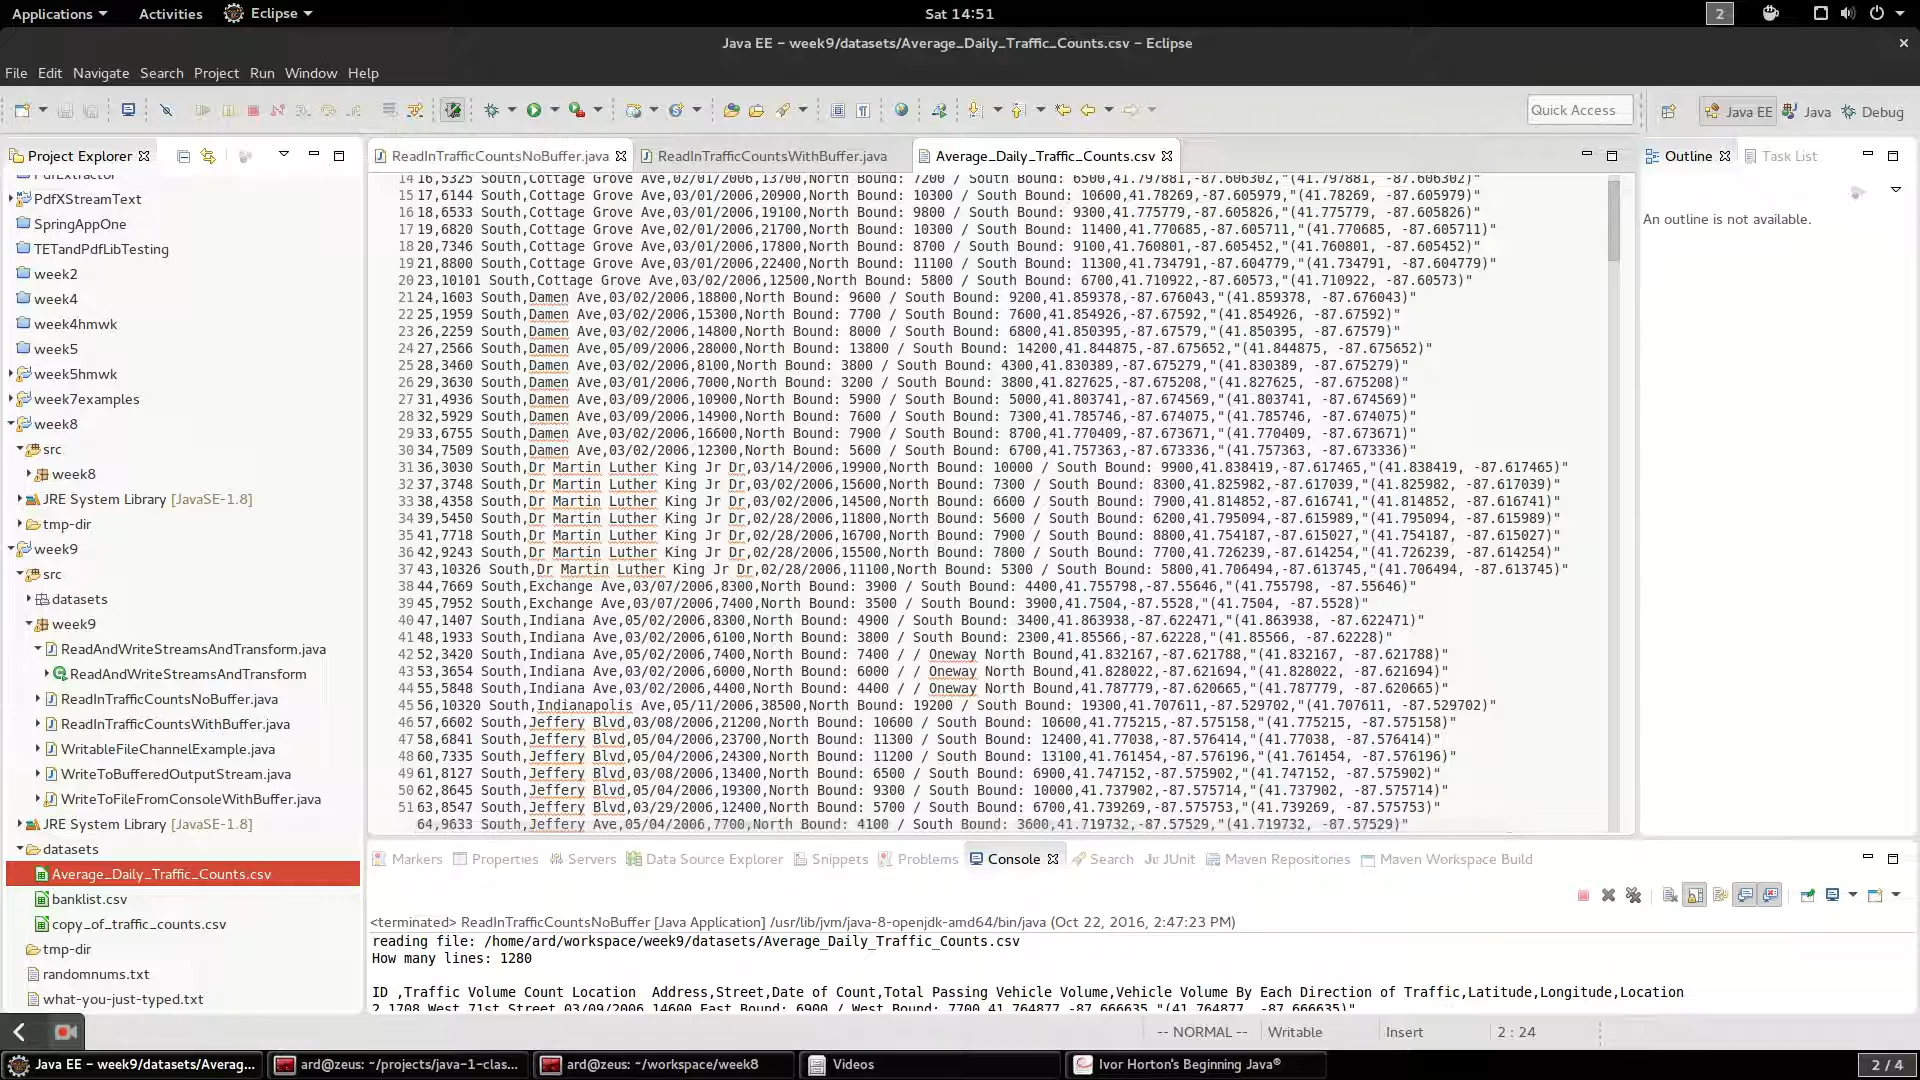 Applications Activities Eclipse Sat 14:51 2
Java EE – week9/datasets/Average_Daily_Traffic_Counts.csv – Eclipse
File Edit Navigate Search Project Run Window Help
Quick Access Java EE Java Debug
Project Explorer
PdfExtractor
PdfXStreamText
SpringAppOne
TETandPdfLibTesting
week2
week4
week4hmwk
week5
week5hmwk
week7examples
week8
src
week8
JRE System Library [JavaSE-1.8]
tmp-dir
week9
src
datasets
week9
ReadAndWriteStreamsAndTransform.java
ReadAndWriteStreamsAndTransform
ReadInTrafficCountsNoBuffer.java
ReadInTrafficCountsWithBuffer.java
WritableFileChannelExample.java
WriteToBufferedOutputStream.java
WriteToFileFromConsoleWithBuffer.java
JRE System Library [JavaSE-1.8]
datasets
Average_Daily_Traffic_Counts.csv
banklist.csv
copy_of_traffic_counts.csv
tmp-dir
randomnums.txt
what-you-just-typed.txt
ReadInTrafficCountsNoBuffer.java ReadInTrafficCountsWithBuffer.java Average_Daily_Traffic_Counts.csv
14 16,5325 South,Cottage Grove Ave,02/01/2006,13700,North Bound: 7200 / South Bound: 6500,41.797881,-87.606302,"(41.797881, -87.606302)"
15 17,6144 South,Cottage Grove Ave,03/01/2006,20900,North Bound: 10300 / South Bound: 10600,41.78269,-87.605979,"(41.78269, -87.605979)"
16 18,6533 South,Cottage Grove Ave,03/01/2006,19100,North Bound: 9800 / South Bound: 9300,41.775779,-87.605826,"(41.775779, -87.605826)"
17 19,6820 South,Cottage Grove Ave,02/01/2006,21700,North Bound: 10300 / South Bound: 11400,41.770685,-87.605711,"(41.770685, -87.605711)"
18 20,7346 South,Cottage Grove Ave,03/01/2006,17800,North Bound: 8700 / South Bound: 9100,41.760801,-87.605452,"(41.760801, -87.605452)"
19 21,8800 South,Cottage Grove Ave,03/01/2006,22400,North Bound: 11100 / South Bound: 11300,41.734791,-87.604779,"(41.734791, -87.604779)"
20 23,10101 South,Cottage Grove Ave,03/02/2006,12500,North Bound: 5800 / South Bound: 6700,41.710922,-87.60573,"(41.710922, -87.60573)"
21 24,1603 South,Damen Ave,03/02/2006,18800,North Bound: 9600 / South Bound: 9200,41.859378,-87.676043,"(41.859378, -87.676043)"
22 25,1959 South,Damen Ave,03/02/2006,15300,North Bound: 7700 / South Bound: 7600,41.854926,-87.67592,"(41.854926, -87.67592)"
23 26,2259 South,Damen Ave,03/02/2006,14800,North Bound: 8000 / South Bound: 6800,41.850395,-87.67579,"(41.850395, -87.67579)"
24 27,2566 South,Damen Ave,05/09/2006,28000,North Bound: 13800 / South Bound: 14200,41.844875,-87.675652,"(41.844875, -87.675652)"
25 28,3460 South,Damen Ave,03/02/2006,8100,North Bound: 3800 / South Bound: 4300,41.830389,-87.675279,"(41.830389, -87.675279)"
26 29,3630 South,Damen Ave,03/01/2006,7000,North Bound: 3200 / South Bound: 3800,41.827625,-87.675208,"(41.827625, -87.675208)"
27 31,4936 South,Damen Ave,03/09/2006,10900,North Bound: 5900 / South Bound: 5000,41.803741,-87.674569,"(41.803741, -87.674569)"
28 32,5929 South,Damen Ave,03/09/2006,14900,North Bound: 7600 / South Bound: 7300,41.785746,-87.674075,"(41.785746, -87.674075)"
29 33,6755 South,Damen Ave,03/02/2006,16600,North Bound: 7900 / South Bound: 8700,41.770409,-87.673671,"(41.770409, -87.673671)"
30 34,7509 South,Damen Ave,03/02/2006,12300,North Bound: 5600 / South Bound: 6700,41.757363,-87.673336,"(41.757363, -87.673336)"
31 36,3030 South,Dr Martin Luther King Jr Dr,03/14/2006,19900,North Bound: 10000 / South Bound: 9900,41.838419,-87.617465,"(41.838419, -87.617465)"
32 37,3748 South,Dr Martin Luther King Jr Dr,03/02/2006,15600,North Bound: 7300 / South Bound: 8300,41.825982,-87.617039,"(41.825982, -87.617039)"
33 38,4358 South,Dr Martin Luther King Jr Dr,03/02/2006,14500,North Bound: 6600 / South Bound: 7900,41.814852,-87.616741,"(41.814852, -87.616741)"
34 39,5450 South,Dr Martin Luther King Jr Dr,02/28/2006,11800,North Bound: 5600 / South Bound: 6200,41.795094,-87.615989,"(41.795094, -87.615989)"
35 41,7718 South,Dr Martin Luther King Jr Dr,02/28/2006,16700,North Bound: 7900 / South Bound: 8800,41.754187,-87.615027,"(41.754187, -87.615027)"
36 42,9243 South,Dr Martin Luther King Jr Dr,02/28/2006,15500,North Bound: 7800 / South Bound: 7700,41.726239,-87.614254,"(41.726239, -87.614254)"
37 43,10326 South,Dr Martin Luther King Jr Dr,02/28/2006,11100,North Bound: 5300 / South Bound: 5800,41.706494,-87.613745,"(41.706494, -87.613745)"
38 44,7669 South,Exchange Ave,03/07/2006,8300,North Bound: 3900 / South Bound: 4400,41.755798,-87.55646,"(41.755798, -87.55646)"
39 45,7952 South,Exchange Ave,03/07/2006,7400,North Bound: 3500 / South Bound: 3900,41.7504,-87.5528,"(41.7504, -87.5528)"
40 47,1407 South,Indiana Ave,05/02/2006,8300,North Bound: 4900 / South Bound: 3400,41.863938,-87.622471,"(41.863938, -87.622471)"
41 48,1933 South,Indiana Ave,03/02/2006,6100,North Bound: 3800 / South Bound: 2300,41.85566,-87.62228,"(41.85566, -87.62228)"
42 52,3420 South,Indiana Ave,05/02/2006,7400,North Bound: 7400 / / Oneway North Bound,41.832167,-87.621788,"(41.832167, -87.621788)"
43 53,3654 South,Indiana Ave,03/02/2006,6000,North Bound: 6000 / / Oneway North Bound,41.828022,-87.621694,"(41.828022, -87.621694)"
44 55,5848 South,Indiana Ave,03/02/2006,4400,North Bound: 4400 / / Oneway North Bound,41.787779,-87.620665,"(41.787779, -87.620665)"
45 56,10320 South,Indianapolis Ave,05/11/2006,38500,North Bound: 19200 / South Bound: 19300,41.707611,-87.529702,"(41.707611, -87.529702)"
46 57,6602 South,Jeffery Blvd,03/08/2006,21200,North Bound: 10600 / South Bound: 10600,41.775215,-87.575158,"(41.775215, -87.575158)"
47 58,6841 South,Jeffery Blvd,05/04/2006,23700,North Bound: 11300 / South Bound: 12400,41.77038,-87.576414,"(41.77038, -87.576414)"
48 60,7335 South,Jeffery Blvd,05/04/2006,24300,North Bound: 11200 / South Bound: 13100,41.761454,-87.576196,"(41.761454, -87.576196)"
49 61,8127 South,Jeffery Blvd,03/08/2006,13400,North Bound: 6500 / South Bound: 6900,41.747152,-87.575902,"(41.747152, -87.575902)"
50 62,8645 South,Jeffery Blvd,05/04/2006,19300,North Bound: 9300 / South Bound: 10000,41.737902,-87.575714,"(41.737902, -87.575714)"
51 63,8547 South,Jeffery Blvd,03/29/2006,12400,North Bound: 5700 / South Bound: 6700,41.739269,-87.575753,"(41.739269, -87.575753)"
64,9633 South,Jeffery Ave,05/04/2006,7700,North Bound: 4100 / South Bound: 3600,41.719732,-87.57529,"(41.719732, -87.57529)"
Outline Task List
An outline is not available.
Markers Properties Servers Data Source Explorer Snippets Problems Console Search JUnit Maven Repositories Maven Workspace Build
<terminated> ReadInTrafficCountsNoBuffer [Java Application] /usr/lib/jvm/java-8-openjdk-amd64/bin/java (Oct 22, 2016, 2:47:23 PM)
reading file: /home/ard/workspace/week9/datasets/Average_Daily_Traffic_Counts.csv
How many lines: 1280
ID ,Traffic Volume Count Location  Address,Street,Date of Count,Total Passing Vehicle Volume,Vehicle Volume By Each Direction of Traffic,Latitude,Longitude,Location
2,1708 West,71st Street,03/09/2006,14600,East Bound: 6900 / West Bound: 7700,41.764877,-87.666635,"(41.764877, -87.666635)"
-- NORMAL -- Writable Insert 2 : 24
Java EE – week9/datasets/Averag... ard@zeus: ~/projects/java-1-clas... ard@zeus: ~/workspace/week8 Videos Ivor Horton's Beginning Java® 2 / 4